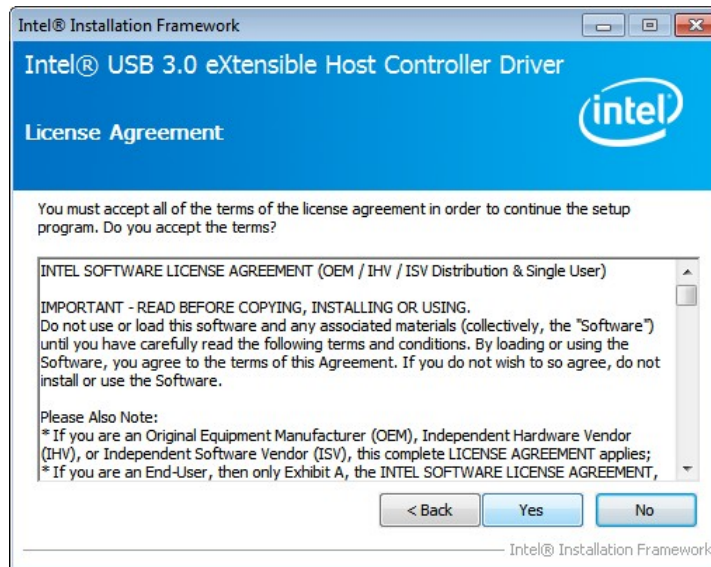 Intel® Installation Framework
Intel® USB 3.0 eXtensible Host Controller Driver
intel
License Agreement
You must accept all of the terms of the license agreement in order to continue the setup
program. Do you accept the terms?
INTEL SOFTWARE LICENSE AGREEMENT (OEM / IHV / ISV Distribution & Single User)
IMPORTANT - READ BEFORE COPYING, INSTALLING OR USING.
Do not use or load this software and any associated materials (collectively, the "Software")
until you have carefully read the following terms and conditions. By loading or using the
Software, you agree to the terms of this Agreement. If you do not wish to so agree, do not
install or use the Software.
Please Also Note:
* If you are an Original Equipment Manufacturer (OEM), Independent Hardware Vendor
(IHV), or Independent Software Vendor (ISV), this complete LICENSE AGREEMENT applies;
* If you are an End-User, then only Exhibit A, the INTEL SOFTWARE LICENSE AGREEMENT,
< Back
Yes
No
Intel® Installation Framework